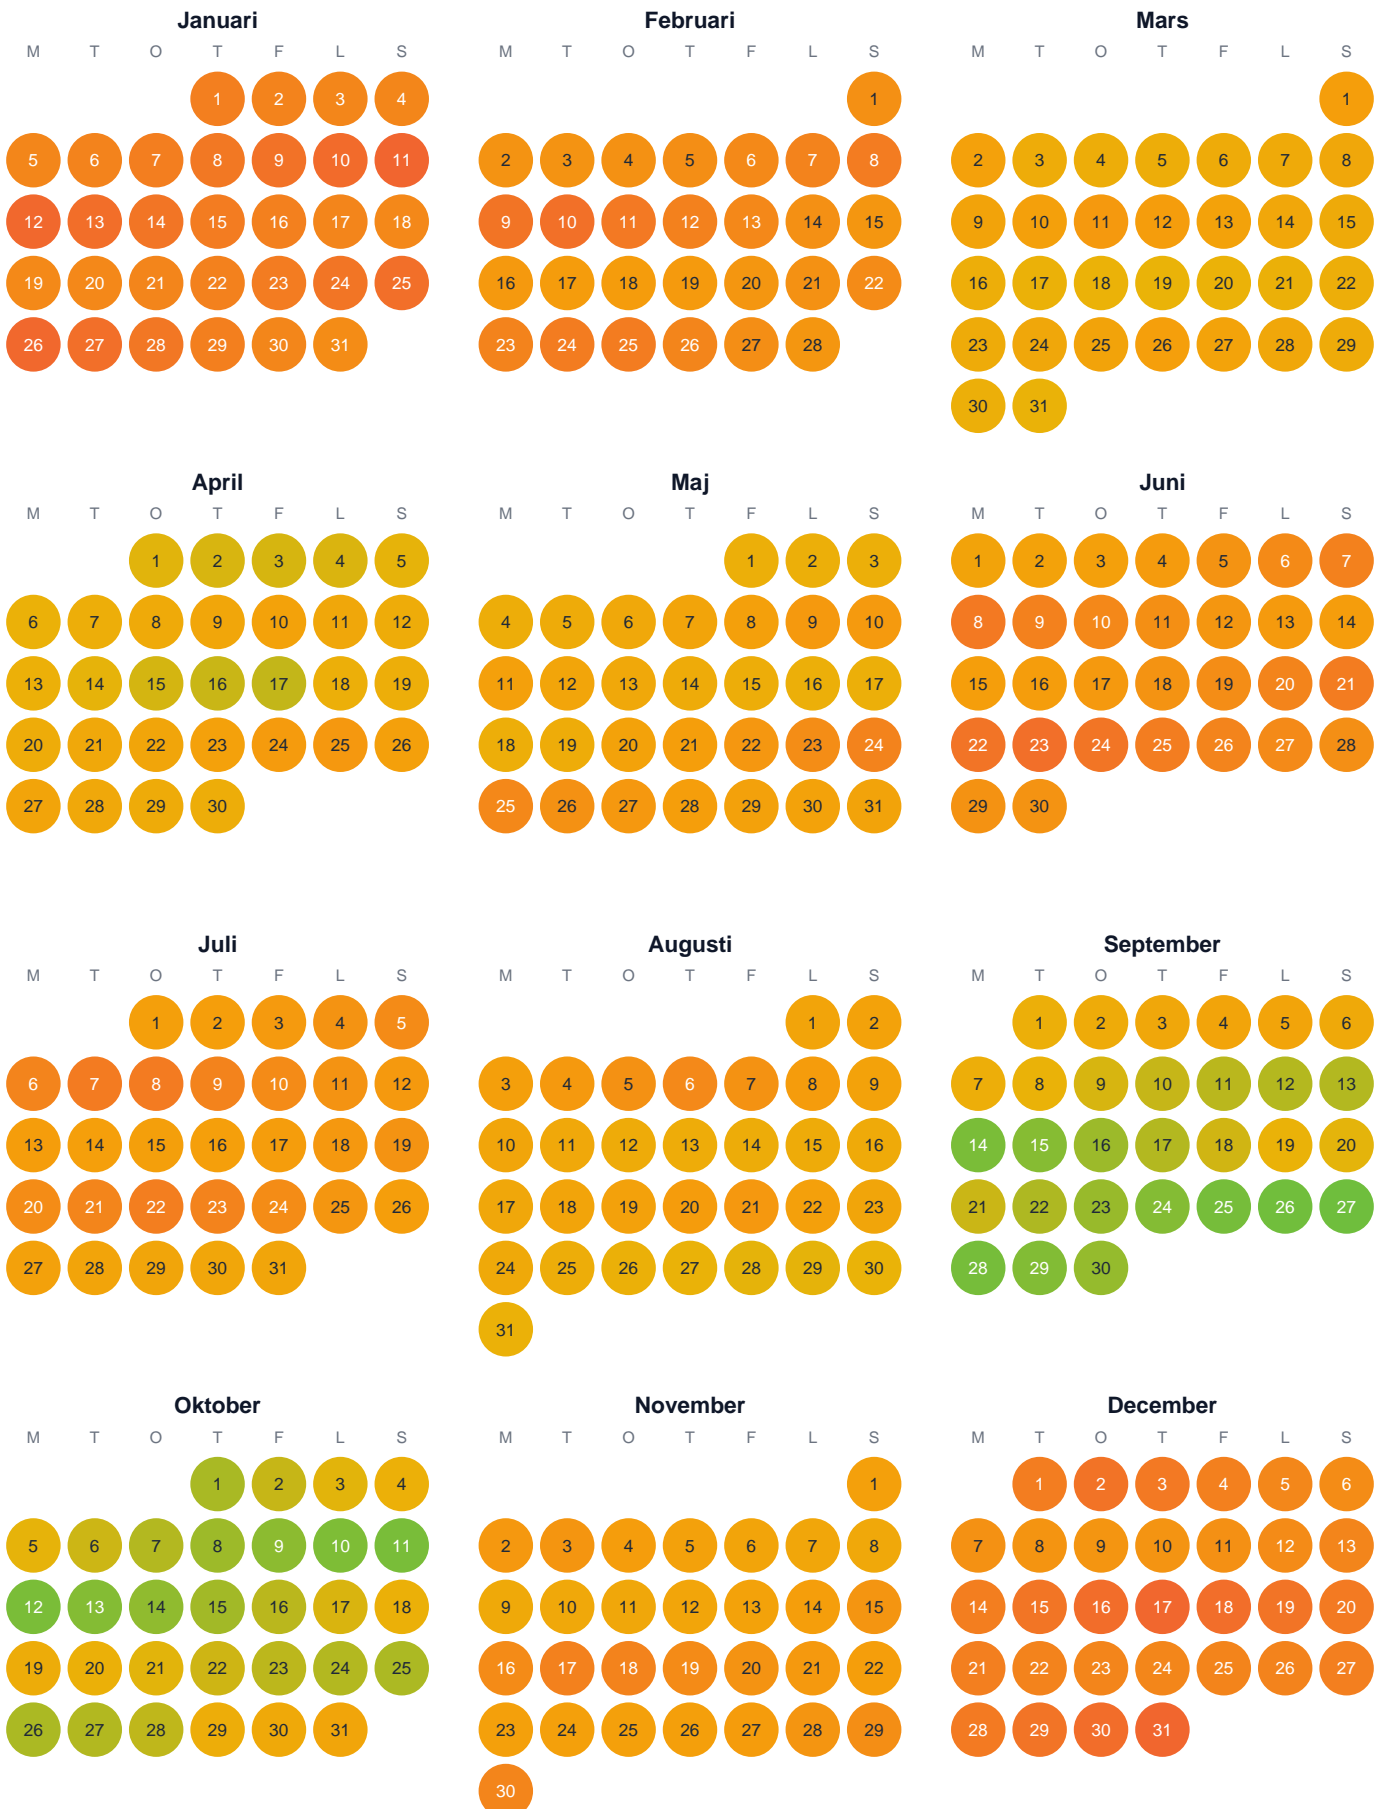 Januari
M T O T F L S
1 2 3 4
5 6 7 8 9 10 11
12 13 14 15 16 17 18
19 20 21 22 23 24 25
26 27 28 29 30 31
Februari
M T O T F L S
1
2 3 4 5 6 7 8
9 10 11 12 13 14 15
16 17 18 19 20 21 22
23 24 25 26 27 28
Mars
M T O T F L S
1
2 3 4 5 6 7 8
9 10 11 12 13 14 15
16 17 18 19 20 21 22
23 24 25 26 27 28 29
30 31
April
M T O T F L S
1 2 3 4 5
6 7 8 9 10 11 12
13 14 15 16 17 18 19
20 21 22 23 24 25 26
27 28 29 30
Maj
M T O T F L S
1 2 3
4 5 6 7 8 9 10
11 12 13 14 15 16 17
18 19 20 21 22 23 24
25 26 27 28 29 30 31
Juni
M T O T F L S
1 2 3 4 5 6 7
8 9 10 11 12 13 14
15 16 17 18 19 20 21
22 23 24 25 26 27 28
29 30
Juli
M T O T F L S
1 2 3 4 5
6 7 8 9 10 11 12
13 14 15 16 17 18 19
20 21 22 23 24 25 26
27 28 29 30 31
Augusti
M T O T F L S
1 2
3 4 5 6 7 8 9
10 11 12 13 14 15 16
17 18 19 20 21 22 23
24 25 26 27 28 29 30
31
September
M T O T F L S
1 2 3 4 5 6
7 8 9 10 11 12 13
14 15 16 17 18 19 20
21 22 23 24 25 26 27
28 29 30
Oktober
M T O T F L S
1 2 3 4
5 6 7 8 9 10 11
12 13 14 15 16 17 18
19 20 21 22 23 24 25
26 27 28 29 30 31
November
M T O T F L S
1
2 3 4 5 6 7 8
9 10 11 12 13 14 15
16 17 18 19 20 21 22
23 24 25 26 27 28 29
30
December
M T O T F L S
1 2 3 4 5 6
7 8 9 10 11 12 13
14 15 16 17 18 19 20
21 22 23 24 25 26 27
28 29 30 31